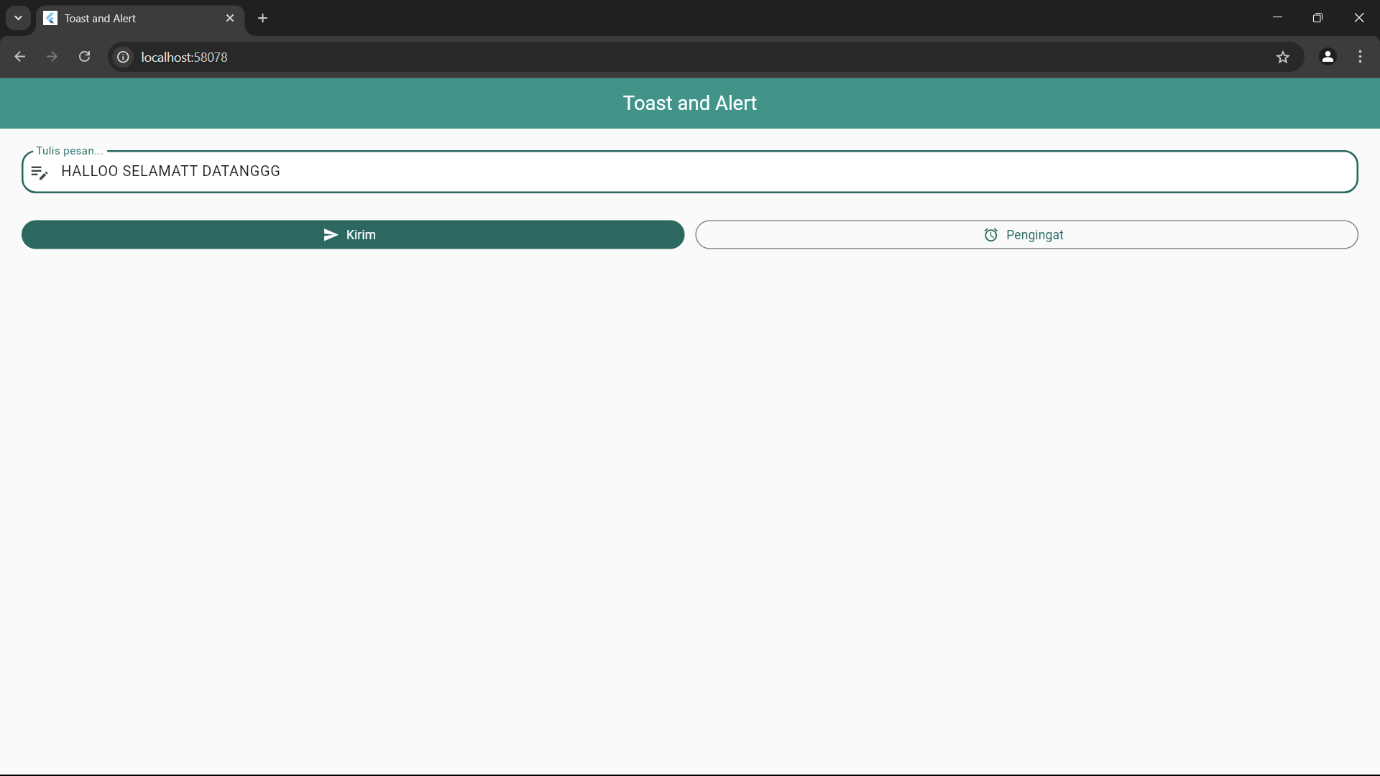 Toast and Alert
localhost:58078
Toast and Alert
Tulis pesan...
HALLOO SELAMATT DATANGGG
Kirim
Pengingat